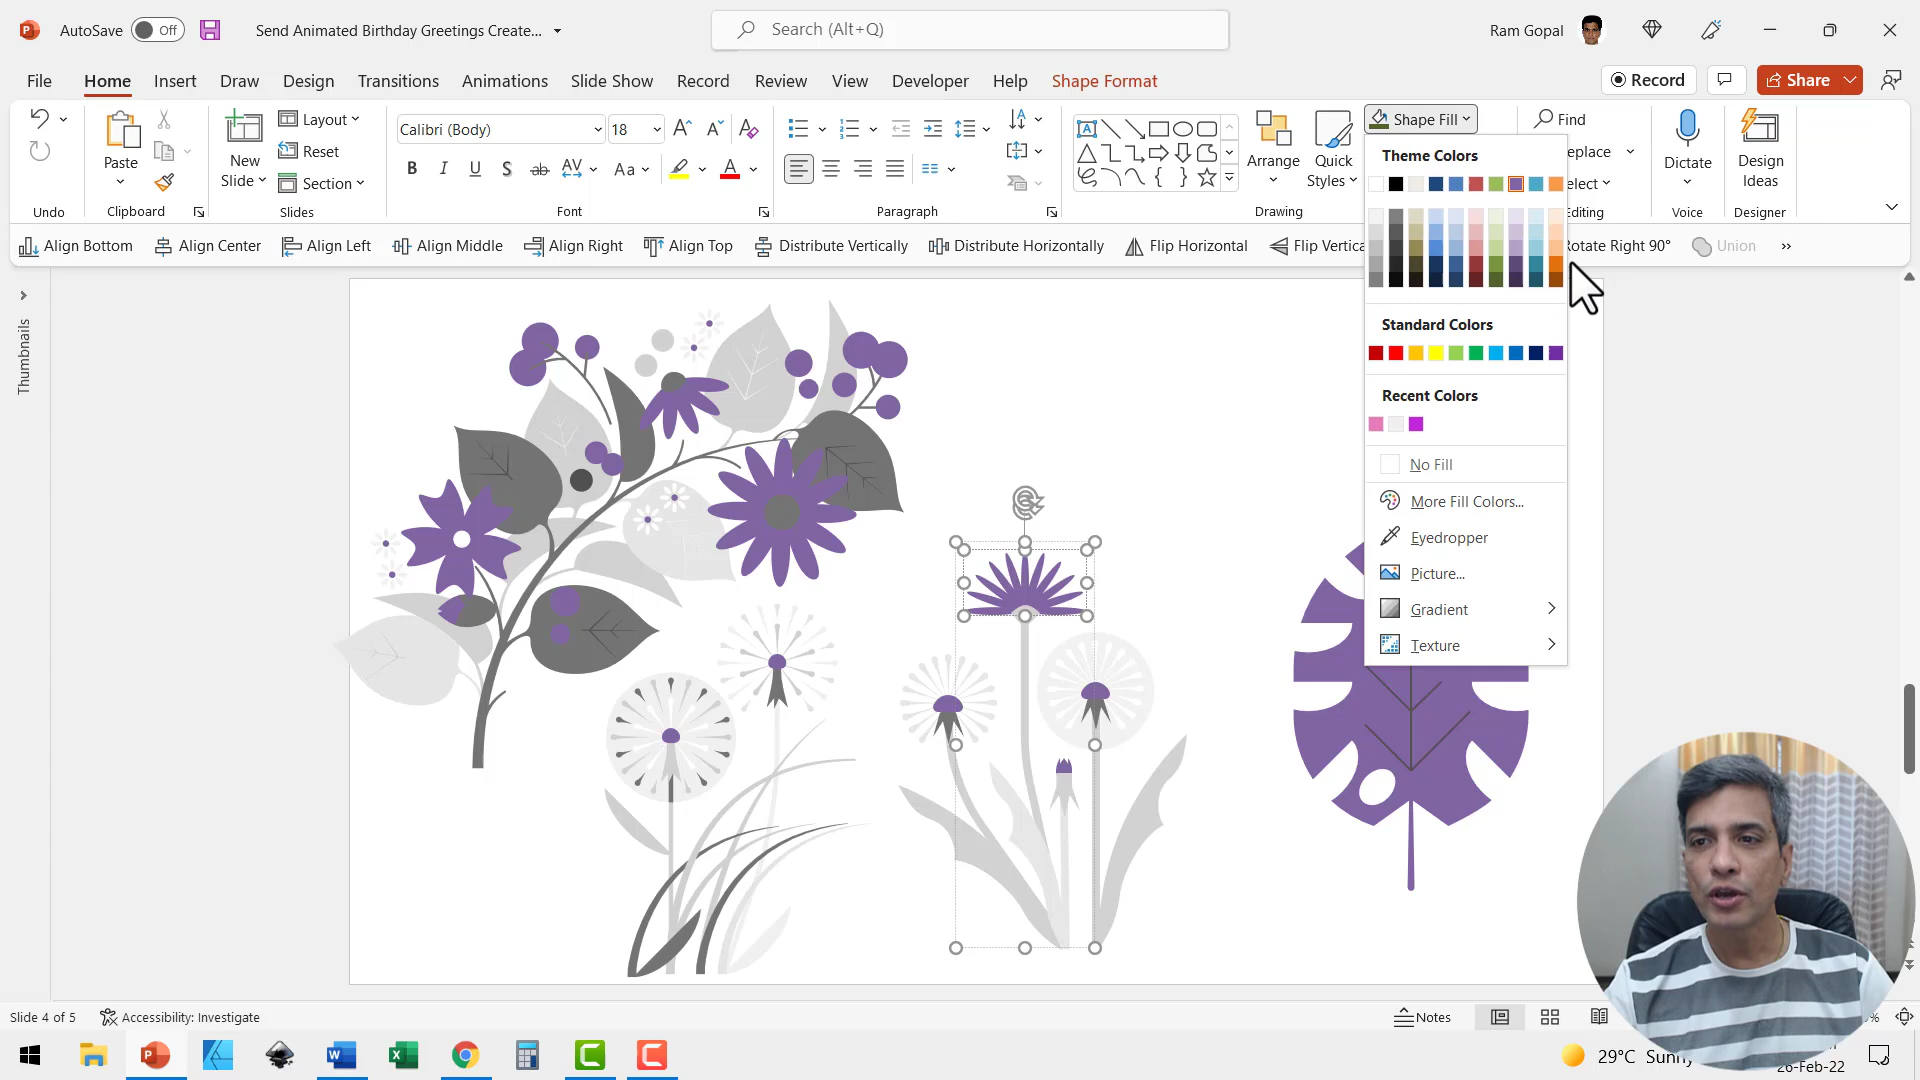 AutoSave Off Send Animated Birthday Greetings Create... Search (Alt+Q) Ram Gopal
File Home Insert Draw Design Transitions Animations Slide Show Record Review View Developer Help Shape Format Record Share
Paste
New
Slide
Layout
Reset
Section
Calibri (Body) 18
Arrange
Quick
Styles
Shape Fill
Find
eplace
elect
Dictate
Design
Ideas
Undo Clipboard Slides Font Paragraph Drawing Editing Voice Designer
Align Bottom Align Center Align Left Align Middle Align Right Align Top Distribute Vertically Distribute Horizontally Flip Horizontal Flip Vertica Rotate Right 90° Union
Thumbnails
Theme Colors
Standard Colors
Recent Colors
No Fill
More Fill Colors...
Eyedropper
Picture...
Gradient
Texture
Slide 4 of 5 Accessibility: Investigate Notes
29°C Sunny
26-Feb-22